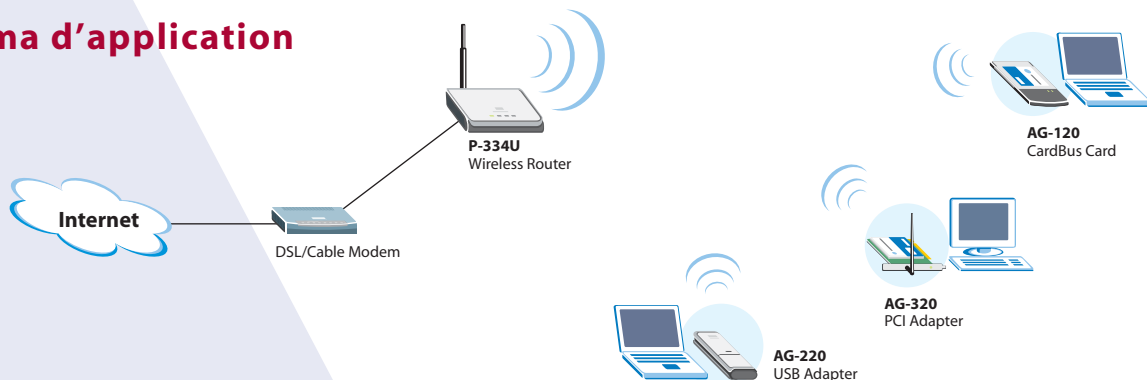 d’application
P-334U
Wireless Router
AG-120
CardBus Card
Internet
DSL/Cable Modem
AG-320
PCI Adapter
AG-220
USB Adapter